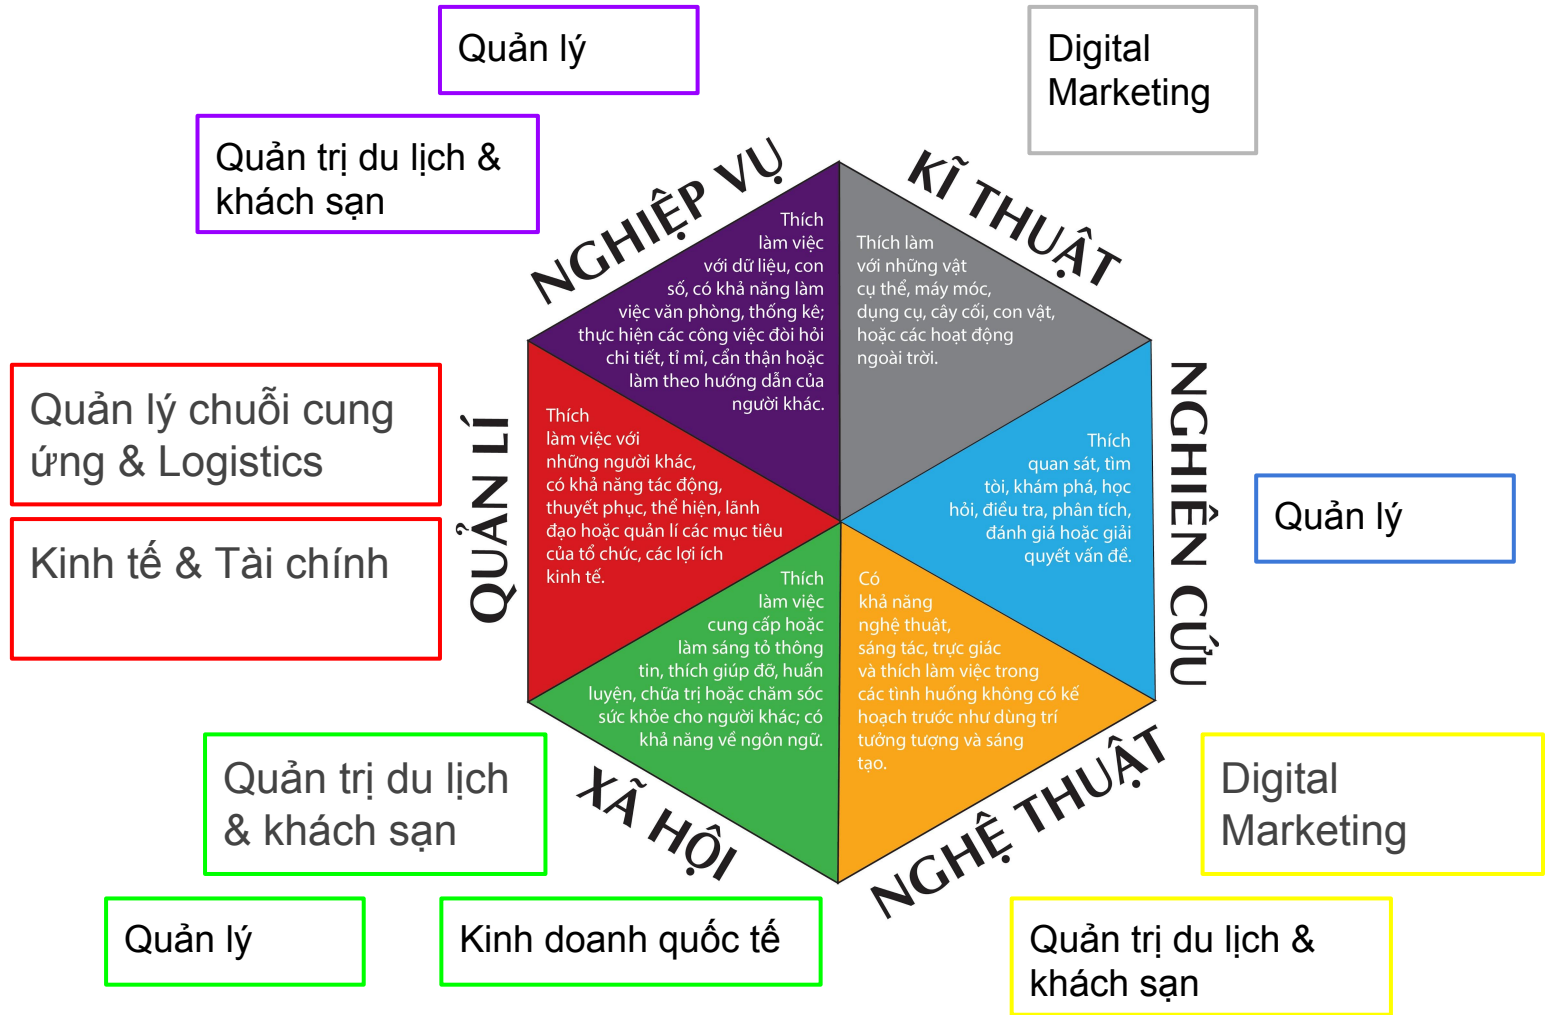 Quản lý
Digital
Marketing
Quản trị du lịch &
khách sạn
NGHIỆP VỤ
KĨ THUẬT
Thích
làm việc
với dữ liệu, con
số, có khả năng làm
việc văn phòng, thống kê;
thực hiện các công việc đòi hỏi
chi tiết, tỉ mỉ, cẩn thận hoặc
làm theo hướng dẫn của
người khác.
Thích làm
với những vật
cụ thể, máy móc,
dụng cụ, cây cối, con vật,
hoặc các hoạt động
ngoài trời.
Quản lý chuỗi cung
ứng & Logistics
Kinh tế & Tài chính
QUẢN LÍ
Thích
làm việc với
những người khác,
có khả năng tác động,
thuyết phục, thể hiện, lãnh
đạo hoặc quản lí các mục tiêu
của tổ chức, các lợi ích
kinh tế.
Thích
quan sát, tìm
tòi, khám phá, học
hỏi, điều tra, phân tích,
đánh giá hoặc giải
quyết vấn đề.
NGHIÊN CỨU
Quản lý
Thích
làm việc
cung cấp hoặc
làm sáng tỏ thông
tin, thích giúp đỡ, huấn
luyện, chữa trị hoặc chăm sóc
sức khỏe cho người khác; có
khả năng về ngôn ngữ.
Có
khả năng
nghệ thuật,
sáng tác, trực giác
và thích làm việc trong
các tình huống không có kế
hoạch trước như dùng trí
tưởng tượng và sáng
tạo.
XÃ HỘI
NGHỆ THUẬT
Quản trị du lịch
& khách sạn
Digital
Marketing
Quản lý
Kinh doanh quốc tế
Quản trị du lịch &
khách sạn